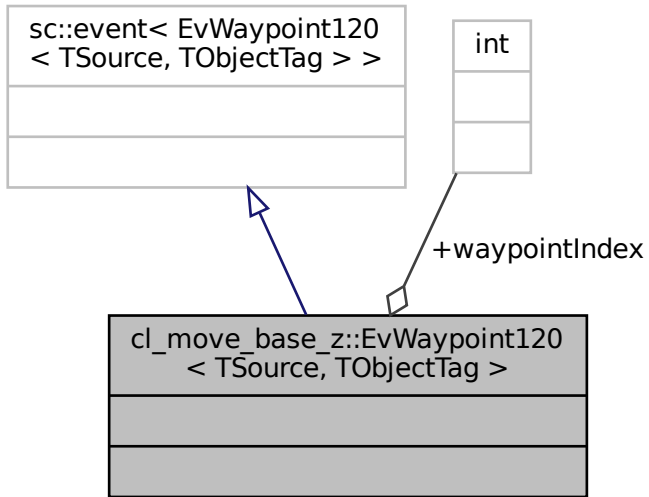 sc::event< EvWaypoint120
< TSource, TObjectTag > >
int
+waypointIndex
cl_move_base_z::EvWaypoint120
< TSource, TObjectTag >